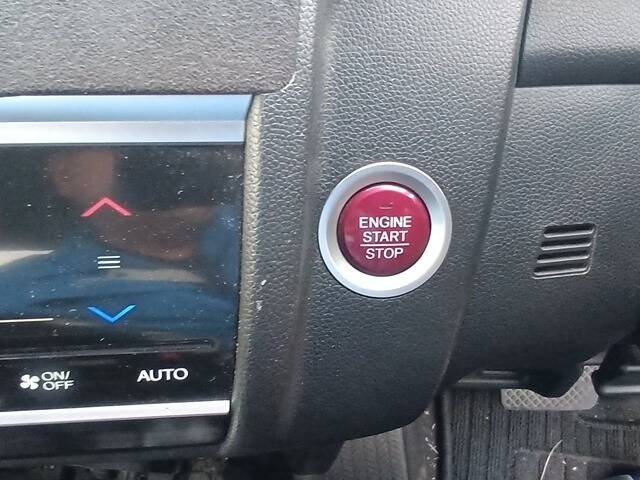 ENGINE
START
STOP
ON/
OFF
AUTO